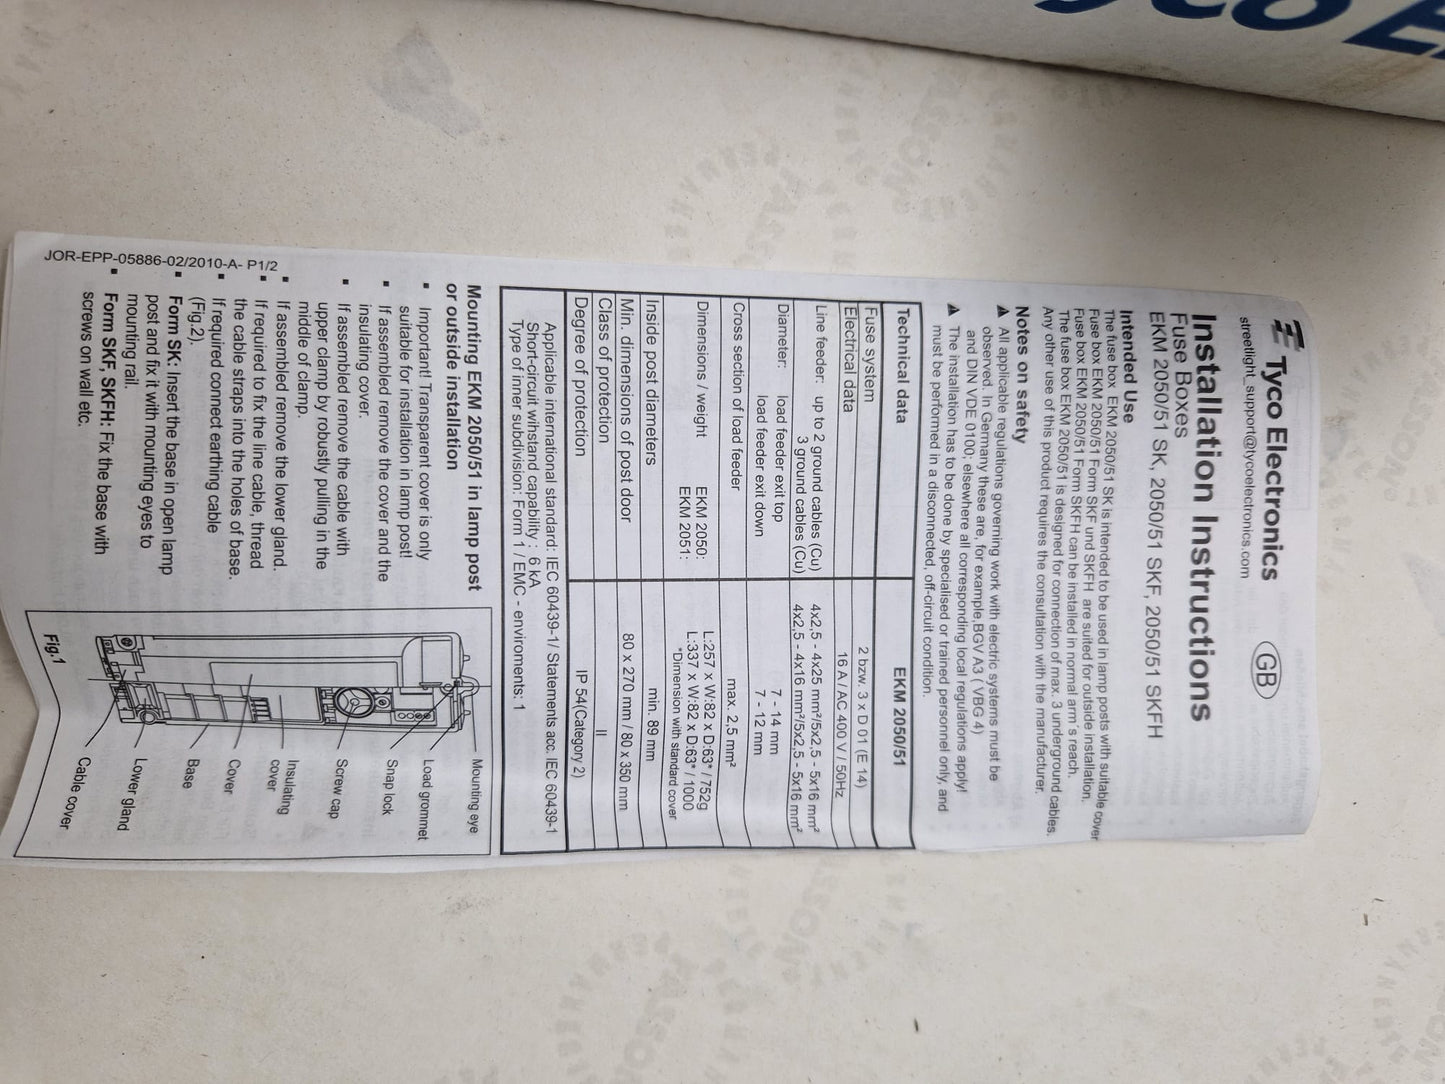 Tyco Electronics
GB
streetlight_support@tycoelectronics.com
Installation Instructions
Fuse Boxes
EKM 2050/51 SK, 2050/51 SKF, 2050/51 SKFH
Intended Use
The fuse box EKM 2050/51 SK is intended to be used in lamp posts with suitable cover
Fuse box EKM 2050/51 Form SKF und SKFH are suited for outside installation.
Fuse box EKM 2050/51 Form SKFH can be installed in normal arm´s reach.
The fuse box EKM 2050/51 is designed for connection of max. 3 underground cables.
Any other use of this product requires the consultation with the manufacturer.
Notes on safety
▲ All applicable regulations governing work with electric systems must be
observed. In Germany these are, for example,BGV A3 ( VBG 4)
and DIN VDE 0100; elsewhere all corresponding local regulations apply!
▲ The installation has to be done by specialised or trained personnel only, and
must be performed in a disconnected, off-circuit condition.
Technical data EKM 2050/51
Fuse system 2 bzw. 3 x D 01 (E 14)
Electrical data 16 A / AC 400 V / 50Hz
Line feeder: up to 2 ground cables (Cu) 4x2,5 - 4x25 mm²/5x2,5 - 5x16 mm²
3 ground cables (Cu) 4x2,5 - 4x16 mm²/5x2,5 - 5x16 mm²
Diameter: load feeder exit top 7 - 14 mm
load feeder exit down 7 - 12 mm
Cross section of load feeder max. 2,5 mm²
Dimensions / weight EKM 2050: L:257 x W:82 x D:63* / 752g
EKM 2051: L:337 x W:82 x D:63* / 1000
*Dimension with standard cover
Inside post diameters min. 89 mm
Min. dimensions of post door 80 x 270 mm / 80 x 350 mm
Class of protection II
Degree of protection IP 54(Category 2)
Applicable international standard: IEC 60439-1/ Statements acc. IEC 60439-1
Short-circuit wihstand capability : 6 kA
Type of inner subdivision: Form 1 / EMC - enviroments: 1
Mounting EKM 2050/51 in lamp post
or outside installation
▪ Important! Transparent cover is only
suitable for installation in lamp post!
▪ If assembled remove the cover and the
insulating cover.
▪ If assembled remove the cable with
upper clamp by robustly pulling in the
middle of clamp.
▪ If assembled remove the lower gland.
▪ If required to fix the line cable, thread
the cable straps into the holes of base.
▪ If required connect earthing cable
(Fig.2).
▪ Form SK: Insert the base in open lamp
post and fix it with mounting eyes to
mounting rail.
▪ Form SKF, SKFH: Fix the base with
screws on wall etc.
Mounting eye
Load grommet
Snap lock
Screw cap
Insulating
cover
Cover
Base
Lower gland
Cable cover
Fig.1
JOR-EPP-05886-02/2010-A- P1/2